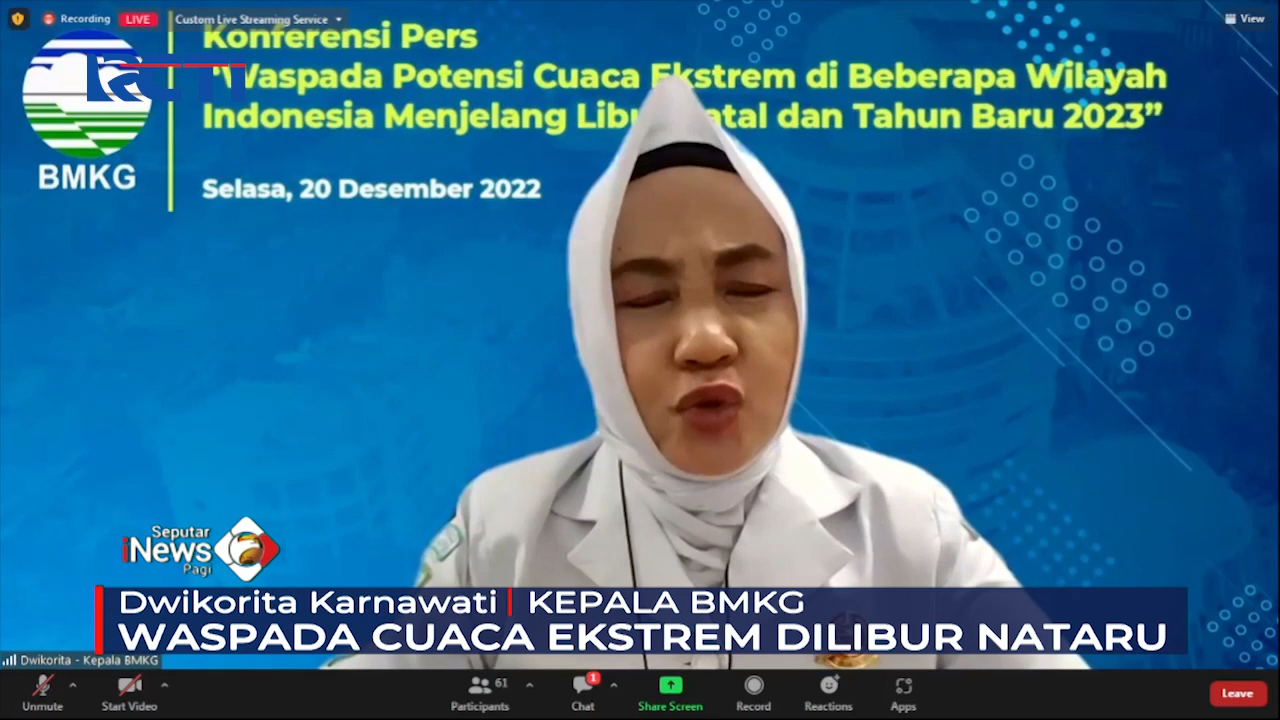 Recording
LIVE
Custom Live Streaming Service
View
RCTI
BMKG
Konferensi Pers
"Waspada Potensi Cuaca Ekstrem di Beberapa Wilayah
Indonesia Menjelang Libur atal dan Tahun Baru 2023”
Selasa, 20 Desember 2022
Seputar
iNews
Pagi
Dwikorita Karnawati | KEPALA BMKG
WASPADA CUACA EKSTREM DILIBUR NATARU
Dwikorita - Kepala BMKG
Unmute
Start Video
61
Participants
1
Chat
Share Screen
Record
Reactions
Apps
Leave